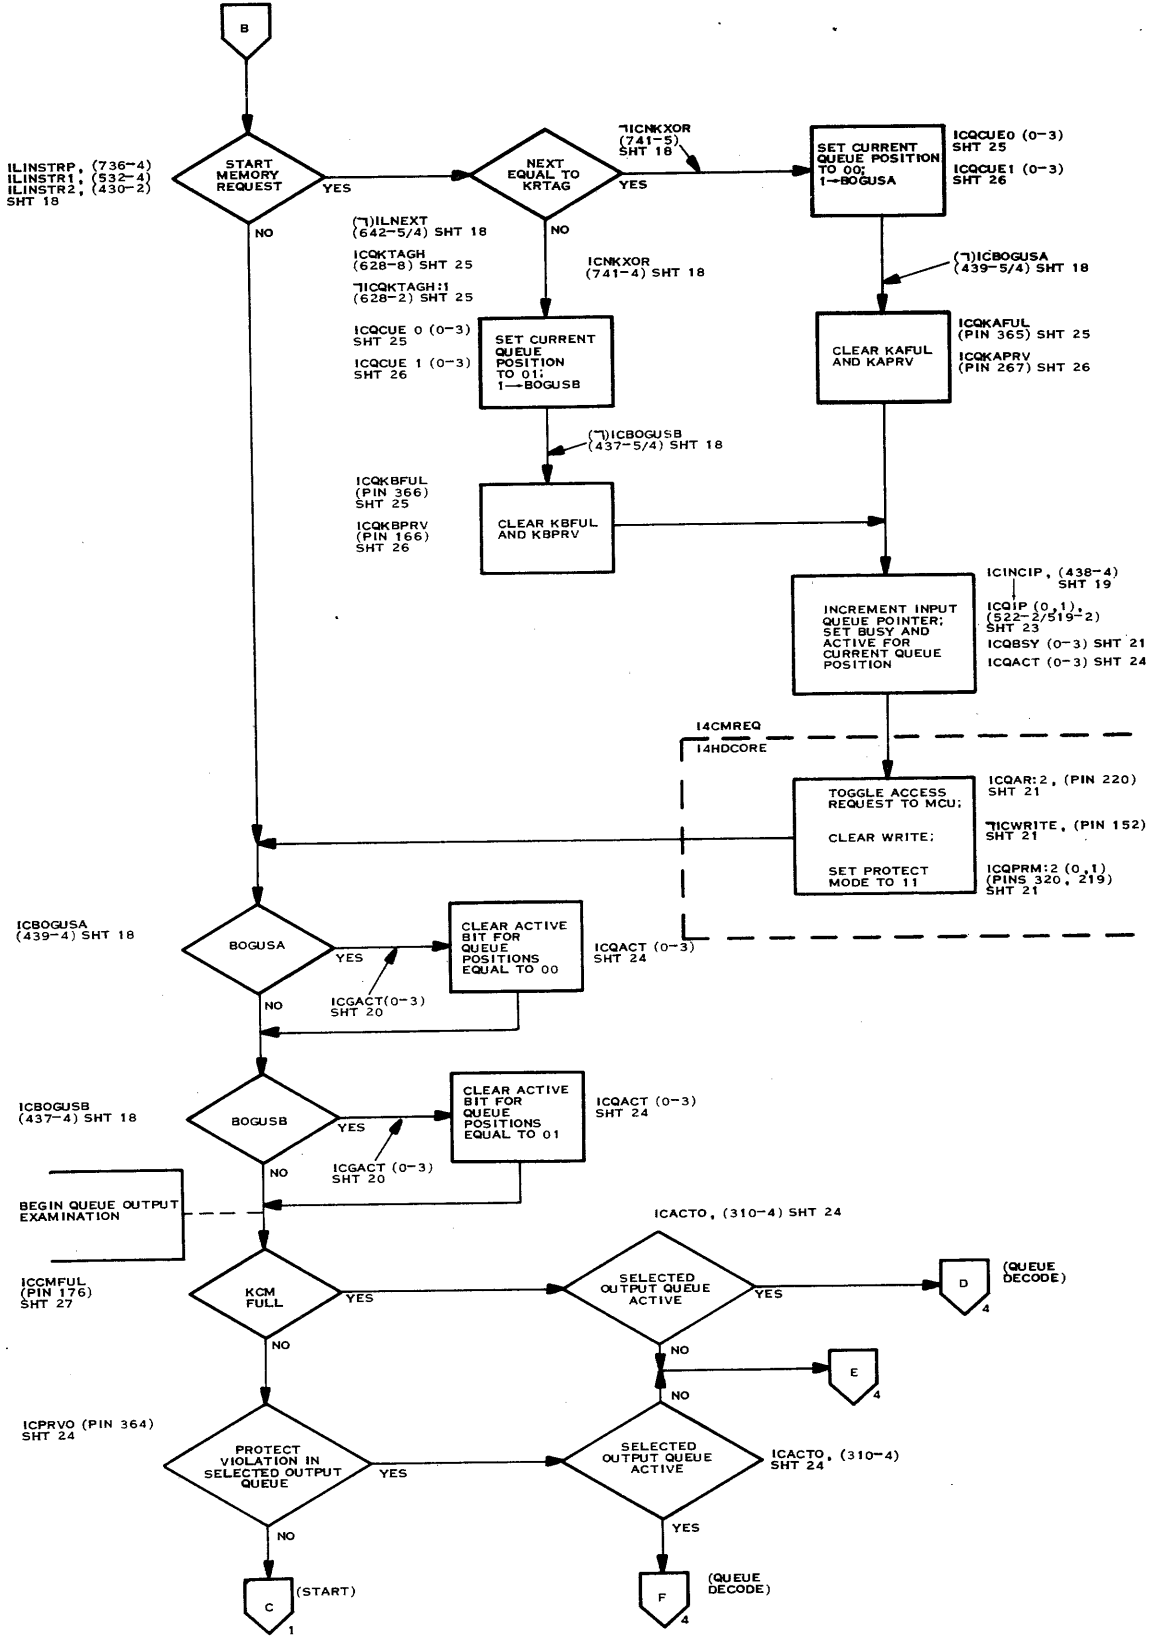 B
ILINSTRP, (736-4)
ILINSTR1, (532-4)
ILINSTR2, (430-2)
SHT 18
START
MEMORY
REQUEST
YES
NO
NEXT
EQUAL TO
KRTAG
YES
NO
¬ICNKXOR
(741-5)
SHT 18
SET CURRENT
QUEUE POSITION
TO 00;
1→BOGUSA
ICQCUE0 (0-3)
SHT 25
ICQCUE1 (0-3)
SHT 26
(¬)ILNEXT
(642-5/4) SHT 18
ICQKTAGH
(628-8) SHT 25
¬ICQKTAGH:1
(628-2) SHT 25
ICNKXOR
(741-4) SHT 18
(¬)ICBOGUSA
(439-5/4) SHT 18
ICQCUE 0 (0-3)
SHT 25
ICQCUE 1 (0-3)
SHT 26
SET CURRENT
QUEUE
POSITION
TO 01;
1→BOGUSB
CLEAR KAFUL
AND KAPRV
ICQKAFUL
(PIN 365) SHT 25
ICQKAPRV
(PIN 267) SHT 26
(¬)ICBOGUSB
(437-5/4) SHT 18
ICQKBFUL
(PIN 366)
SHT 25
ICQKBPRV
(PIN 166)
SHT 26
CLEAR KBFUL
AND KBPRV
INCREMENT INPUT
QUEUE POINTER;
SET BUSY AND
ACTIVE FOR
CURRENT QUEUE
POSITION
ICINCIP, (438-4)
SHT 19
ICQIP (0,1),
(522-2/519-2)
SHT 23
ICQBSY (0-3) SHT 21
ICQACT (0-3) SHT 24
I4CMREQ
I4HDCORE
TOGGLE ACCESS
REQUEST TO MCU;
CLEAR WRITE;
SET PROTECT
MODE TO 11
ICQAR:2, (PIN 220)
SHT 21
¬ICWRITE, (PIN 152)
SHT 21
ICQPRM:2 (0,1)
(PINS 320, 219)
SHT 21
ICBOGUSA
(439-4) SHT 18
BOGUSA
YES
NO
ICGACT(0-3)
SHT 20
CLEAR ACTIVE
BIT FOR
QUEUE
POSITIONS
EQUAL TO 00
ICQACT (0-3)
SHT 24
ICBOGUSB
(437-4) SHT 18
BOGUSB
YES
NO
ICGACT (0-3)
SHT 20
CLEAR ACTIVE
BIT FOR
QUEUE
POSITIONS
EQUAL TO 01
ICQACT (0-3)
SHT 24
BEGIN QUEUE OUTPUT
EXAMINATION
ICCMFUL
(PIN 176)
SHT 27
KCM
FULL
YES
NO
ICACTO, (310-4) SHT 24
SELECTED
OUTPUT QUEUE
ACTIVE
YES
NO
D
4
(QUEUE
DECODE)
E
4
NO
ICPRVO (PIN 364)
SHT 24
PROTECT
VIOLATION IN
SELECTED OUTPUT
QUEUE
YES
NO
SELECTED
OUTPUT QUEUE
ACTIVE
ICACTO, (310-4)
SHT 24
YES
C
1
(START)
F
4
(QUEUE
DECODE)